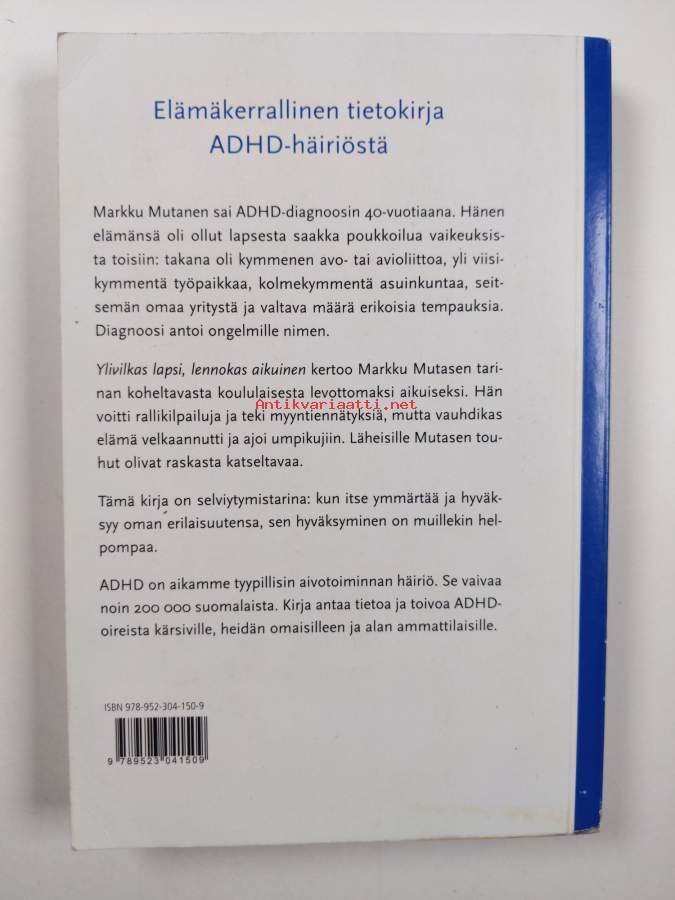 Elämäkerrallinen tietokirja
ADHD-häiriöstä
Markku Mutanen sai ADHD-diagnoosin 40-vuotiaana. Hänen
elämänsä oli ollut lapsesta saakka poukkoilua vaikeuksis-
ta toisiin: takana oli kymmenen avo- tai avioliittoa, yli viisi-
kymmentä työpaikkaa, kolmekymmentä asuinkuntaa, seit-
semän omaa yritystä ja valtava määrä erikoisia tempauksia.
Diagnoosi antoi ongelmille nimen.
Ylivilkas lapsi, lennokas aikuinen kertoo Markku Mutasen tari-
nan koheltavasta koululaisesta levottomaksi aikuiseksi. Hän
Antikvariaatti.net
voitti rallikilpailuja ja teki myyntiennätyksiä, mutta vauhdikas
elämä velkaannutti ja ajoi umpikujiin. Läheisille Mutasen tou-
hut olivat raskasta katseltavaa.
Tämä kirja on selviytymistarina: kun itse ymmärtää ja hyväk-
syy oman erilaisuutensa, sen hyväksyminen on muillekin hel-
pompaa.
ADHD on aikamme tyypillisin aivotoiminnan häiriö. Se vaivaa
noin 200 000 suomalaista. Kirja antaa tietoa ja toivoa ADHD-
oireista kärsiville, heidän omaisilleen ja alan ammattilaisille.
ISBN 978-952-304-150-9
9 789523 041509